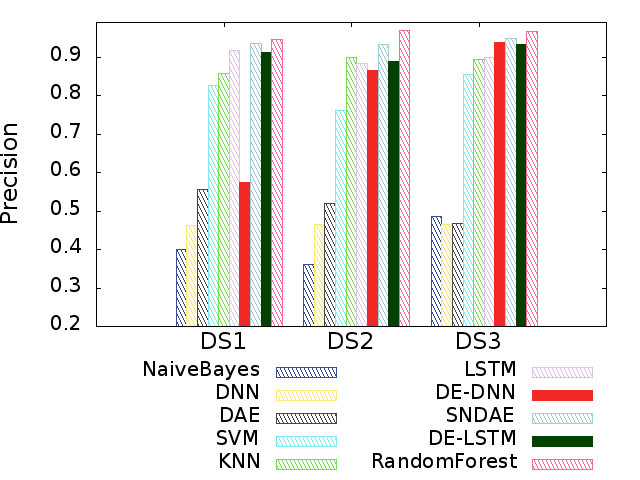 Precision
0.9
0.8
0.7
0.6
0.5
0.4
0.3
0.2
DS1 DS2 DS3
NaiveBayes LSTM
DNN DE-DNN
DAE SNDAE
SVM DE-LSTM
KNN RandomForest